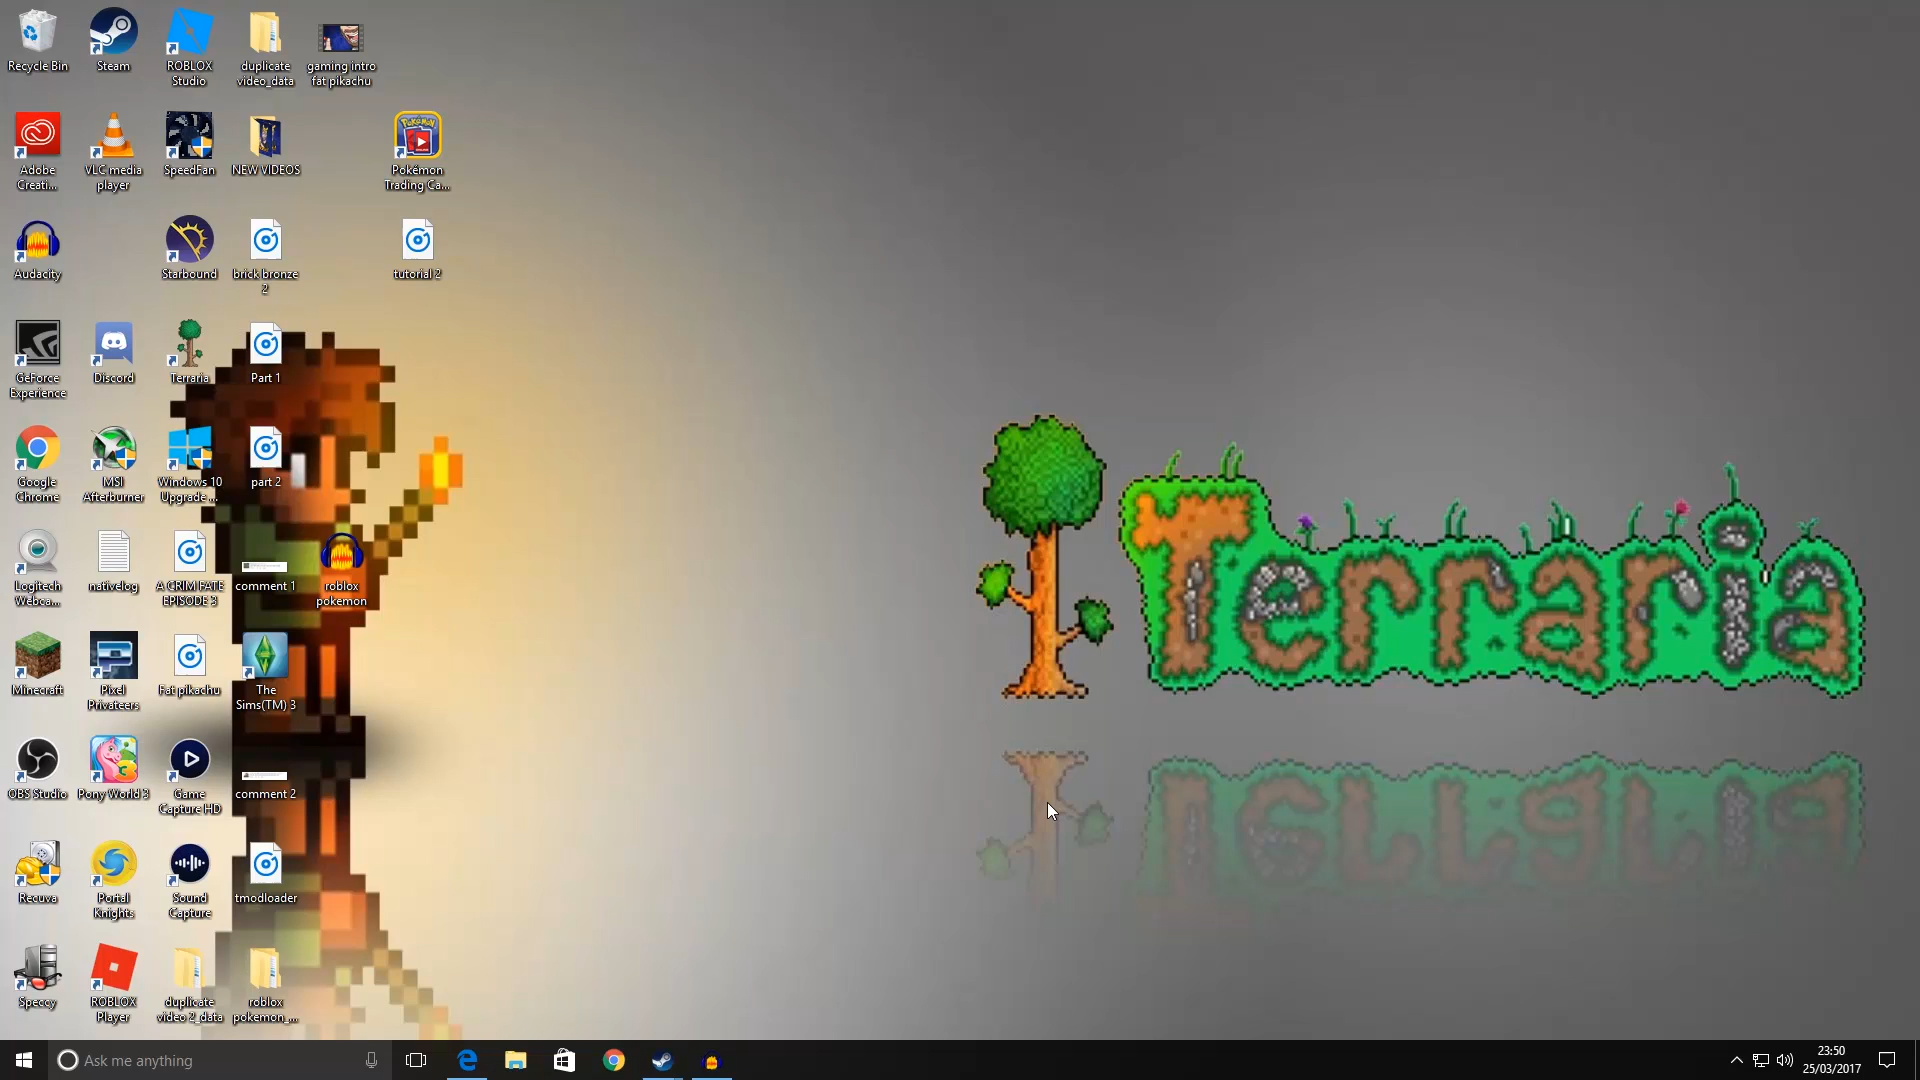 Recycle Bin
Steam
ROBLOX
Studio
duplicate
video_data
gaming intro
fat pikachu
Adobe
Creati...
VLC media
player
SpeedFan
NEW VIDEOS
Pokémon
Trading Ca...
Audacity
Starbound
brick bronze
2
tutorial 2
GeForce
Experience
Discord
Terraria
Part 1
Google
Chrome
MSI
Afterburner
Windows 10
Upgrade ...
part 2
Logitech
Webca...
nativelog
A GRIM FATE
EPISODE 3
comment 1
roblox
pokemon
Minecraft
Pixel
Privateers
Fat pikachu
The
Sims(TM) 3
OBS Studio
Pony World 3
Game
Capture HD
comment 2
Recuva
Portal
Knights
Sound
Capture
tmodloader
Speccy
ROBLOX
Player
duplicate
video 2_data
roblox
pokemon_...
Terraria
Ask me anything
23:50
25/03/2017